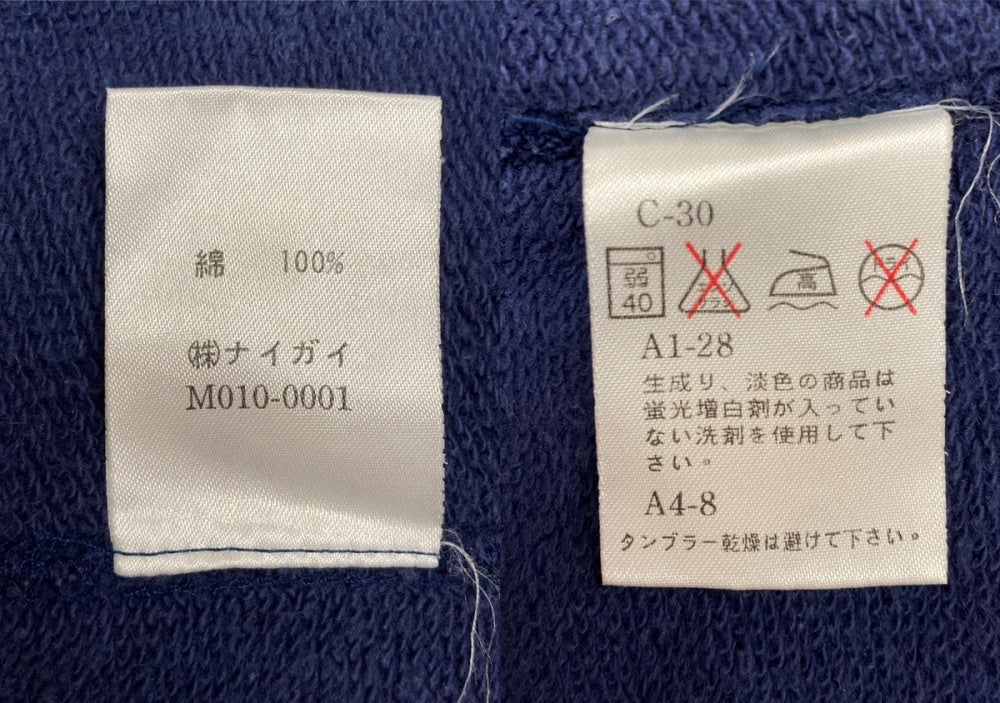 綿　100%
㈱ナイガイ
M010-0001
C-30
弱
40
高
A1-28
生成り、淡色の商品は
蛍光増白剤が入ってい
ない洗剤を使用して下
さい。
A4-8
タンブラー乾燥は避けて下さい。